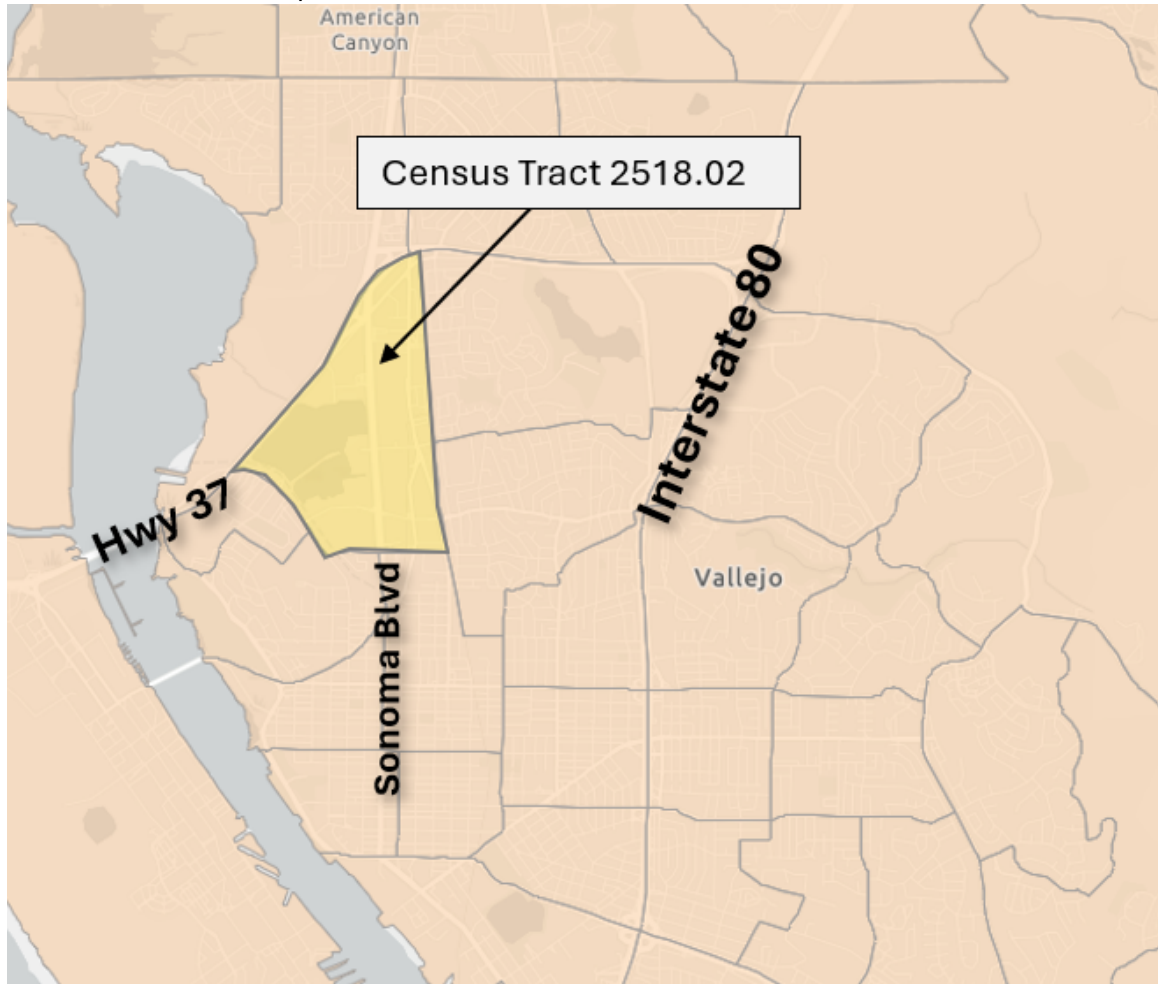 American
Canyon
Census Tract 2518.02
Interstate 80
Hwy 37
Vallejo
Sonoma Blvd